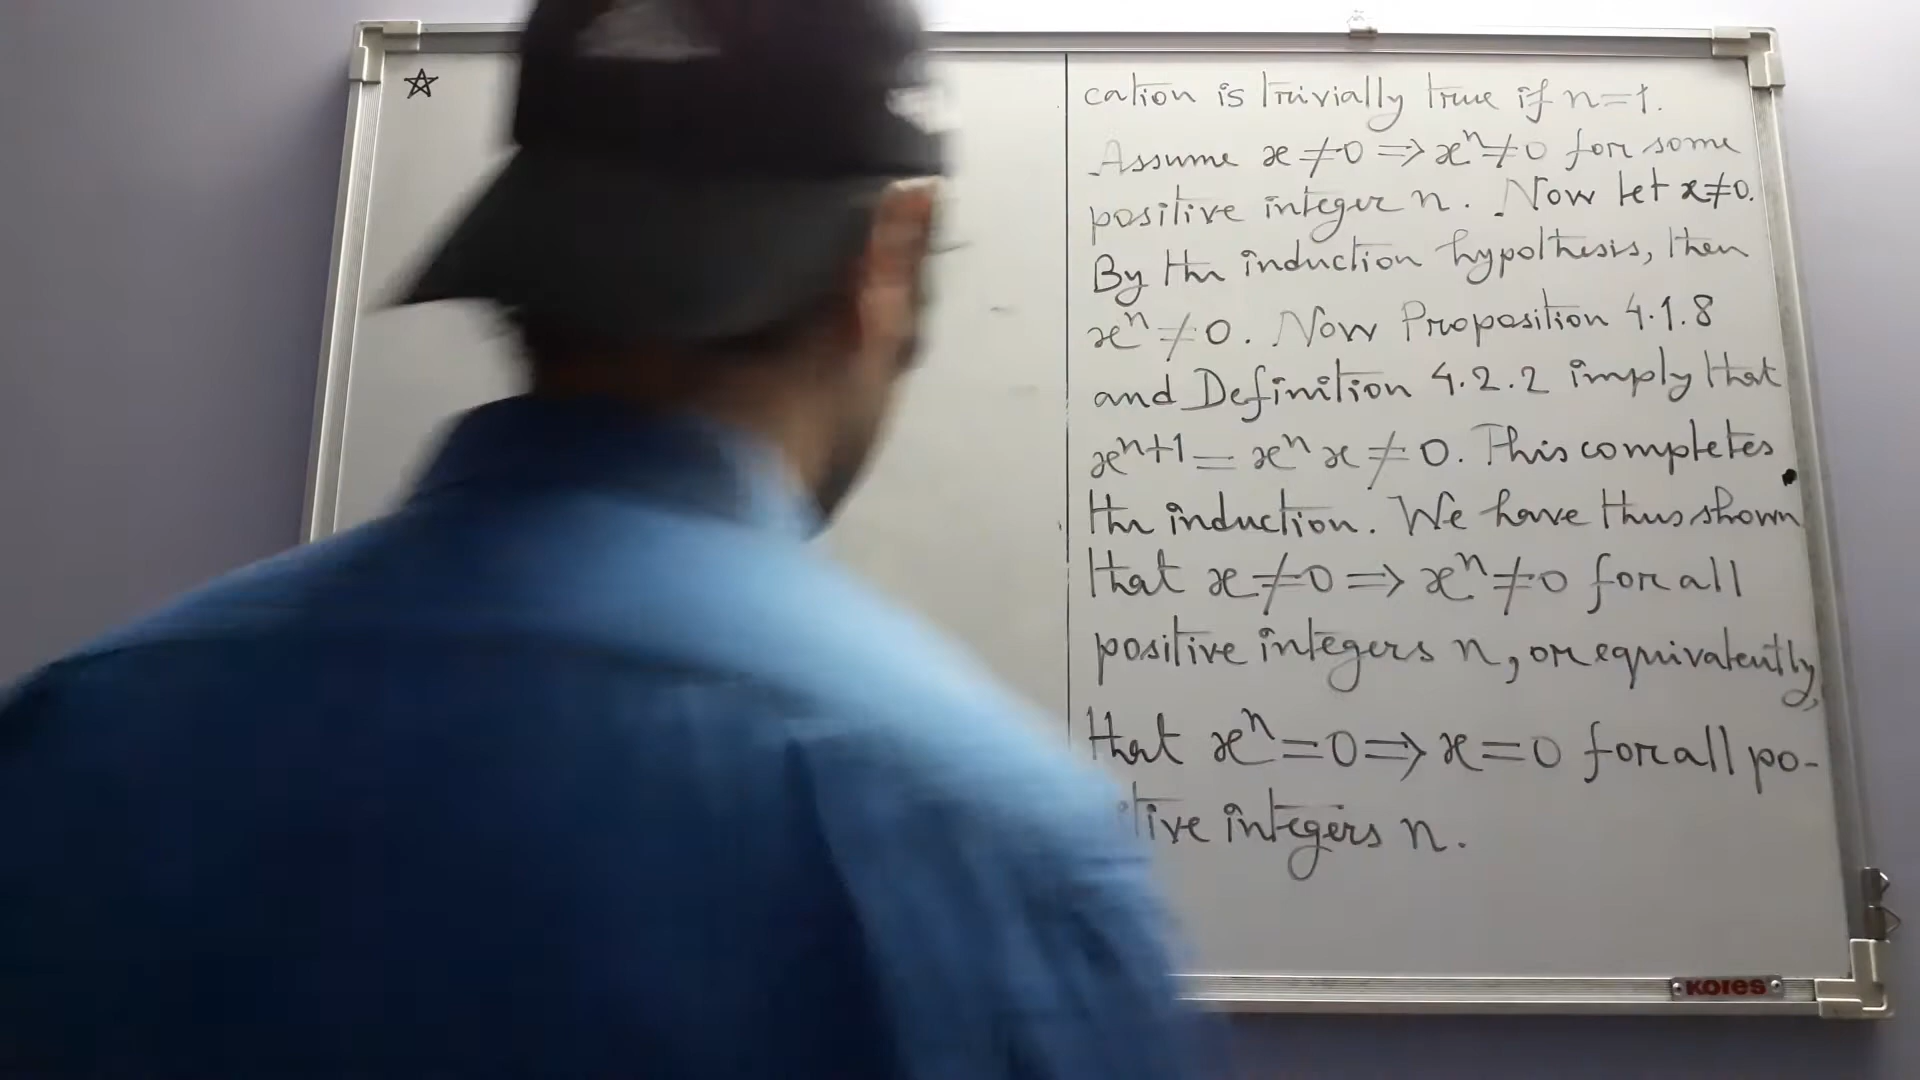 cation is trivially true if n=1.
Assume x≠0⇒xⁿ≠0 for some
positive integer n. Now let x≠0.
By the induction hypothesis, then
xⁿ≠0. Now Proposition 4.1.8
and Definition 4.2.2 imply that
xⁿ⁺¹=xⁿx≠0. This completes
the induction. We have thus shown
that x≠0⇒xⁿ≠0 for all
positive integers n, or equivalently,
that xⁿ=0⇒x=0 for all po-
tive integers n.
KORES